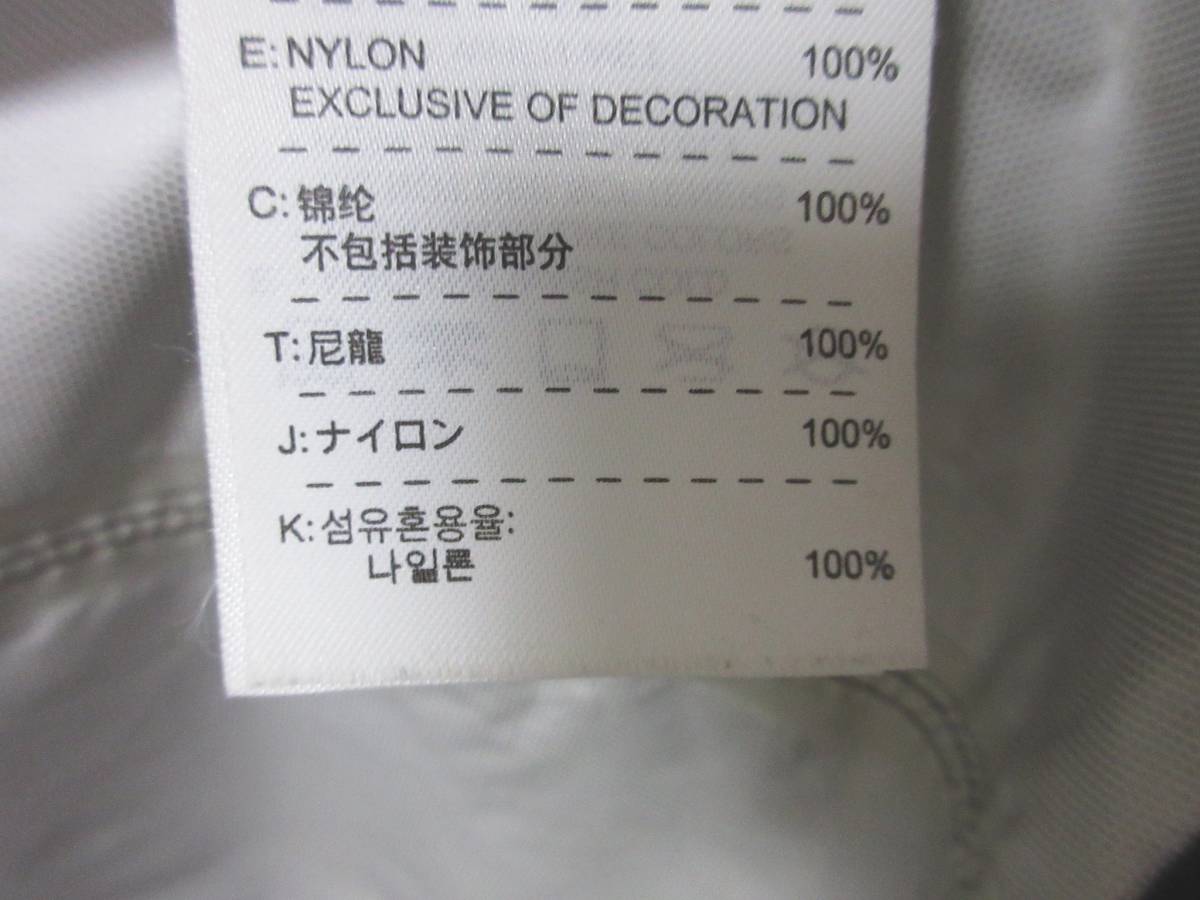 E: NYLON 100%
EXCLUSIVE OF DECORATION
C: 锦纶 100%
不包括装饰部分
T: 尼龍 100%
J: ナイロン 100%
K: 섬유혼용율:
나일론 100%